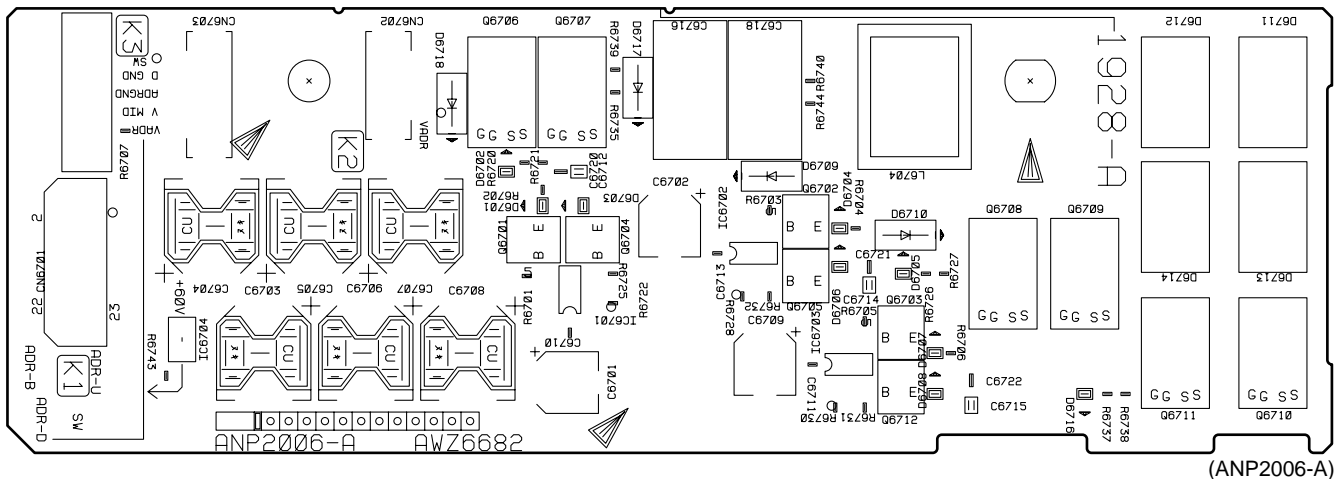 CN6703
CN6702
Q6706
Q6707
C6716
C6718
D6712
D6711
K3
SW
D GND
ADRGND
V MID
VADR
R6707
D6718
VADR
K2
GG SS
GG SS
R6739
R6735
D6717
R6740
R6744
L6704
1928-A
D6702
R6720
R6721
C6720
C6712
R6702
D6701
D6703
C6702
IC6702
D6709
Q6702
R6703
D6704
R6704
D6710
Q6708
Q6709
GG SS
GG SS
D6714
D6713
2
CN6701
22
23
CU
CU
CU
Q6701
B E
B E
Q6704
B E
B E
C6713
C6721
D6705
R6727
+60V
C6704
C6703
C6705
C6706
C6707
C6708
R6701
R6725
R6722
IC6701
R6728
R6732
Q6705
D6706
C6714
R6705
Q6703
R6726
C6709
IC6703
R6743
IC6704
CU
CU
CU
C6710
C6701
B E
B E
D6707
R6706
D6708
C6711
R6730
R6731
Q6712
C6722
C6715
D6716
R6737
R6738
GG SS
GG SS
Q6711
Q6710
ADR-B
ADR-U
K1
ADR-D
SW
ANP2006-A
AWZ6682
(ANP2006-A)